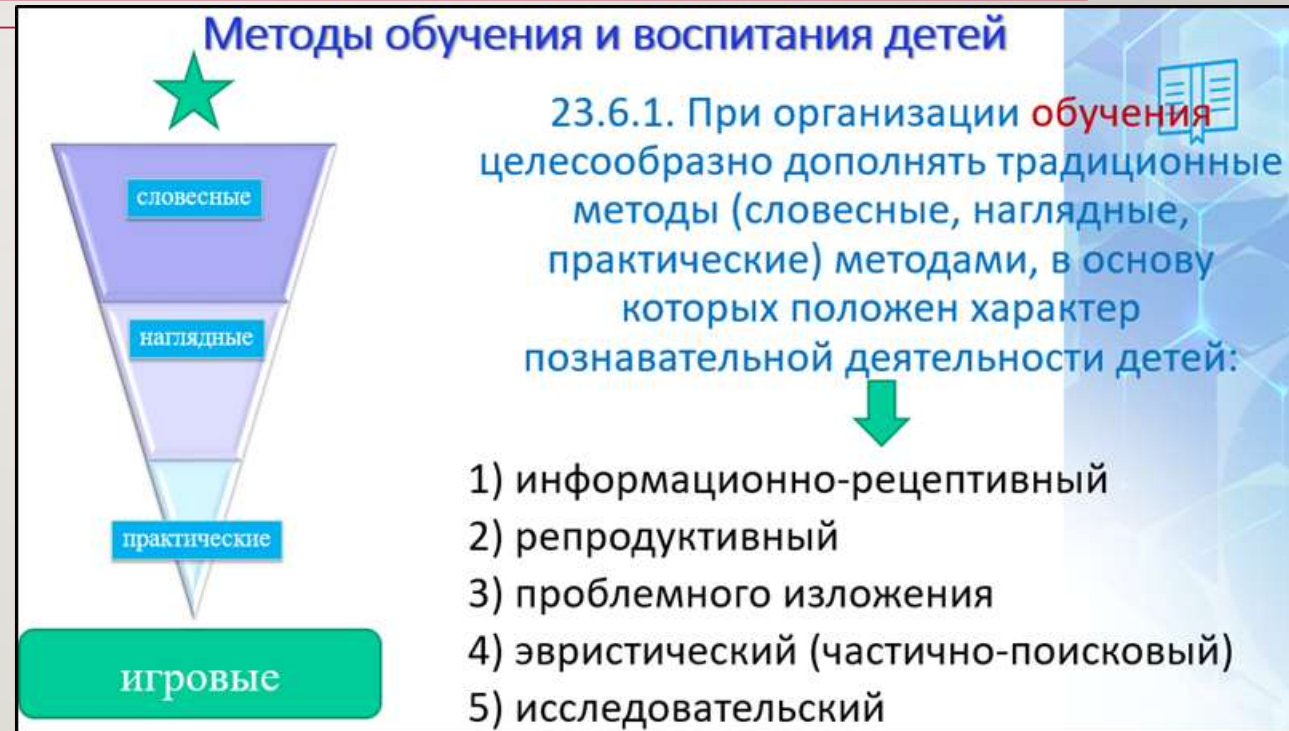 Методы обучения и воспитания детей
словесные
наглядные
практические
игровые
23.6.1. При организации обучения
целесообразно дополнять традиционные
методы (словесные, наглядные,
практические) методами, в основу
которых положен характер
познавательной деятельности детей:
1) информационно-рецептивный
2) репродуктивный
3) проблемного изложения
4) эвристический (частично-поисковый)
5) исследовательский